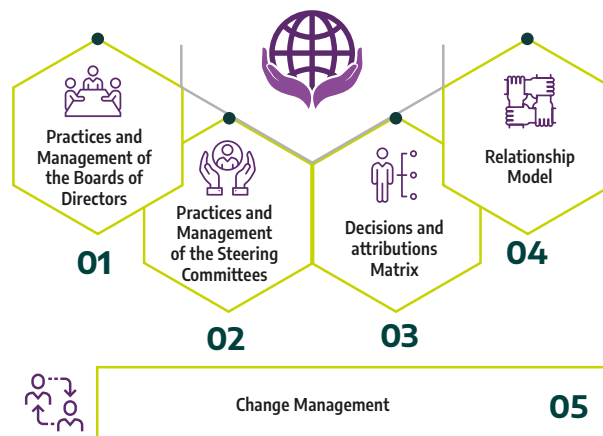 Practices and
Management of
the Boards of
Directors
01
Practices and
Management
of the Steering
Committees
02
Decisions and
attributions
Matrix
03
Relationship
Model
04
Change Management
05